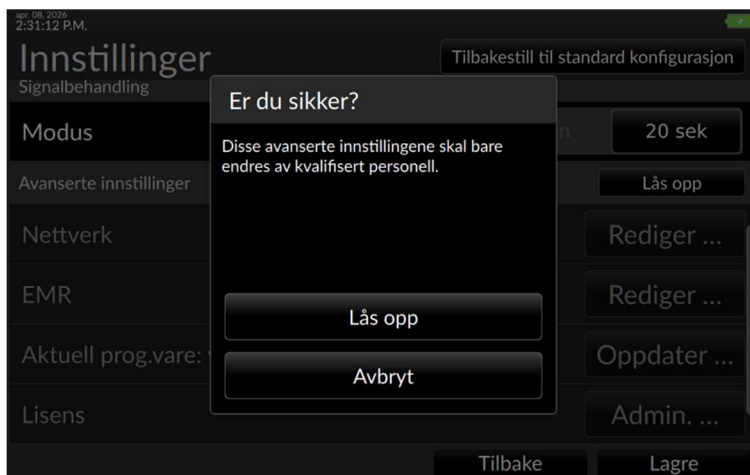 apr. 08, 2026
2:31:12 P.M.
Innstillinger
Tilbakestill til standard konfigurasjon
Signalbehandling
Er du sikker?
Modus
20 sek
Disse avanserte innstillingene skal bare
endres av kvalifisert personell.
Avanserte innstillinger
Lås opp
Nettverk
Rediger ...
EMR
Rediger ...
Lås opp
Aktuell prog.vare:
Oppdater ...
Avbryt
Lisens
Admin. ...
Tilbake
Lagre